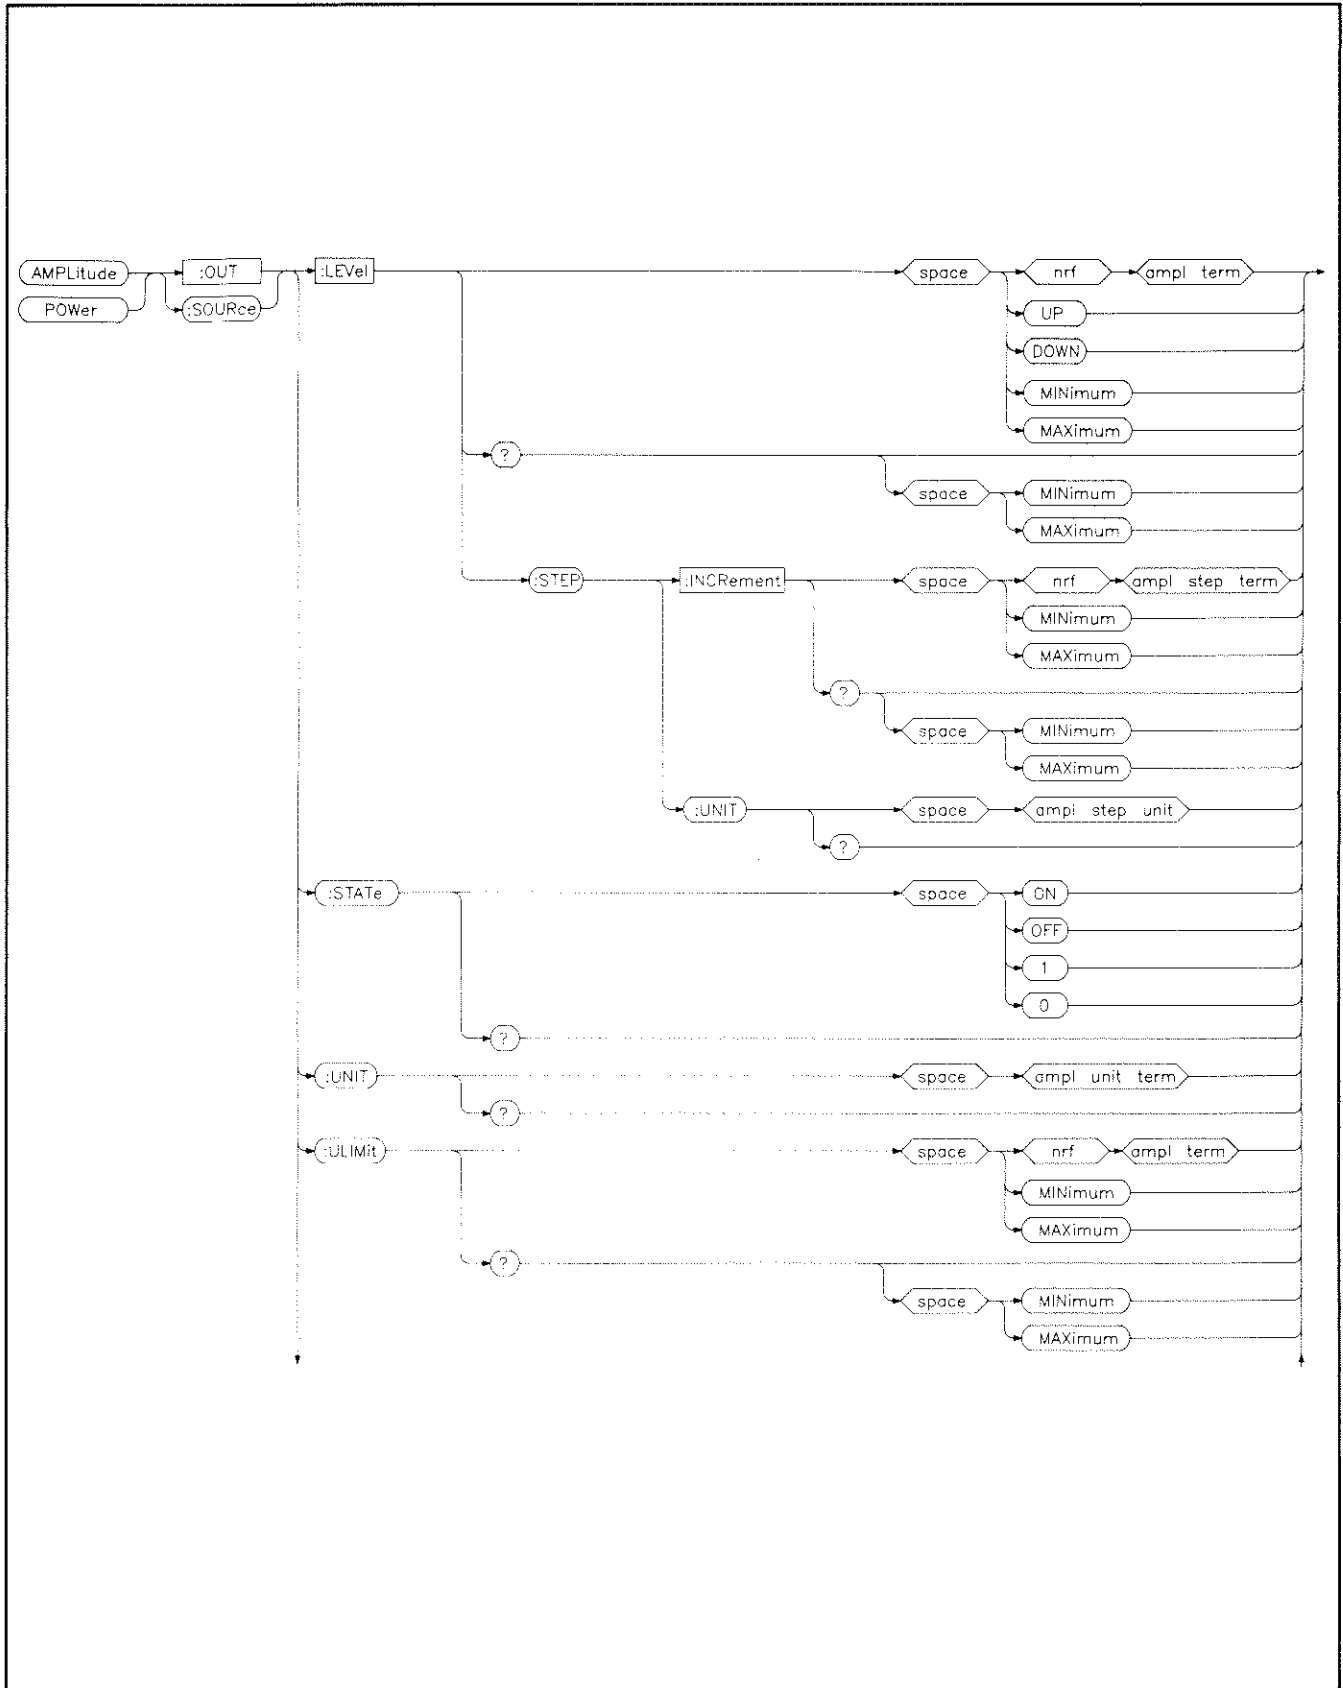 AMPLitude :OUT :LEVel space nrf ampl term
POWer :SOURce UP
DOWN
MINimum
MAXimum
?
space MINimum
MAXimum
:STEP :INCRement space nrf ampl step term
MINimum
MAXimum
?
space MINimum
MAXimum
:UNIT space ampl step unit
?
:STATe space ON
OFF
1
0
?
:UNIT space ampl unit term
?
:ULIMit space nrf ampl term
MINimum
MAXimum
?
space MINimum
MAXimum